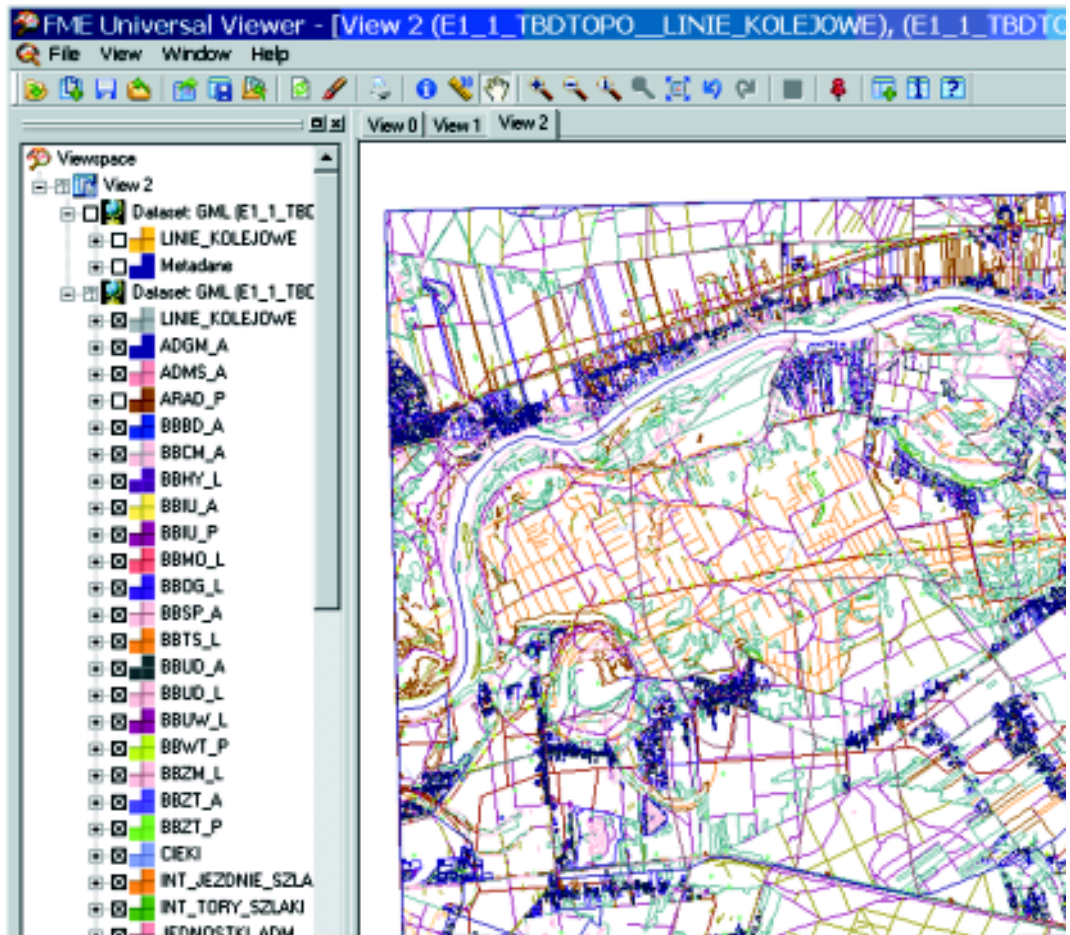 FME Universal Viewer - [View 2 (E1_1_TBDTOPO__LINIE_KOLEJOWE), (E1_1_TBDTO
File View Window Help
View 0 View 1 View 2
Viewspace
View 2
Dataset: GML (E1_1_TBD
LINIE_KOLEJOWE
Metadane
Dataset: GML (E1_1_TBD
LINIE_KOLEJOWE
ADGM_A
ADMS_A
ARAD_P
BBBD_A
BBCM_A
BBHY_L
BBIU_A
BBIU_P
BBMO_L
BBOG_L
BBSP_A
BBTS_L
BBUD_A
BBUD_L
BBUW_L
BBWT_P
BBZM_L
BBZT_A
BBZT_P
CIEKI
INT_JEZDNIE_SZLA
INT_TORY_SZLAKI
JEDNOSTKI_ADM